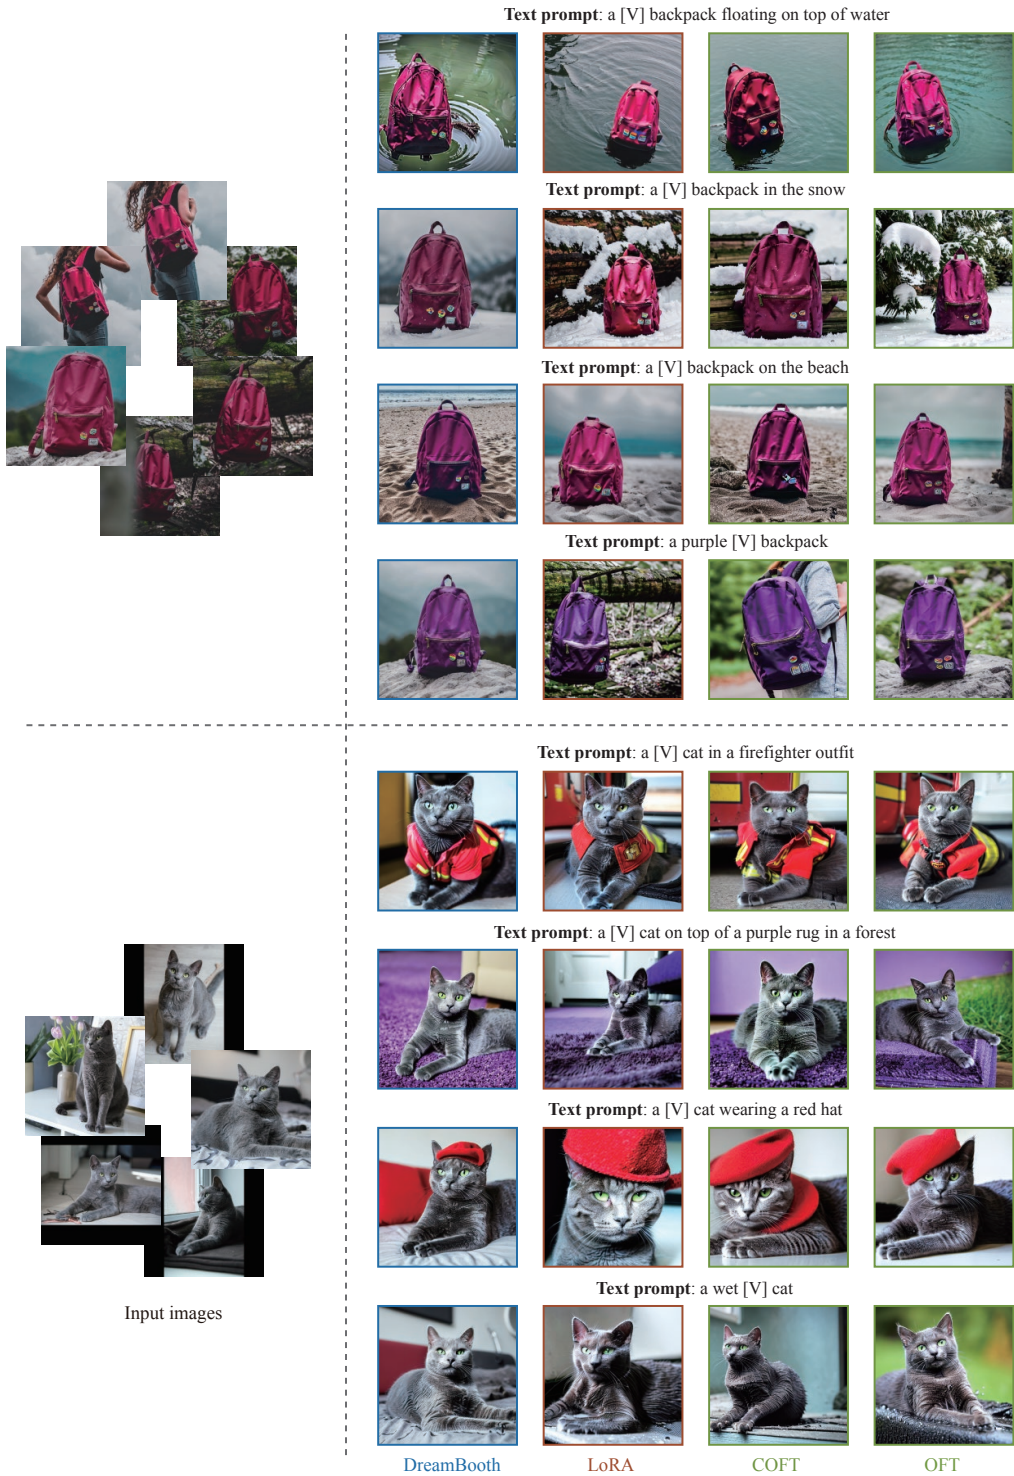 Text prompt: a [V] backpack floating on top of water
Text prompt: a [V] backpack in the snow
Text prompt: a [V] backpack on the beach
Text prompt: a purple [V] backpack
Text prompt: a [V] cat in a firefighter outfit
Text prompt: a [V] cat on top of a purple rug in a forest
Text prompt: a [V] cat wearing a red hat
Text prompt: a wet [V] cat
Input images
DreamBooth
LoRA
COFT
OFT